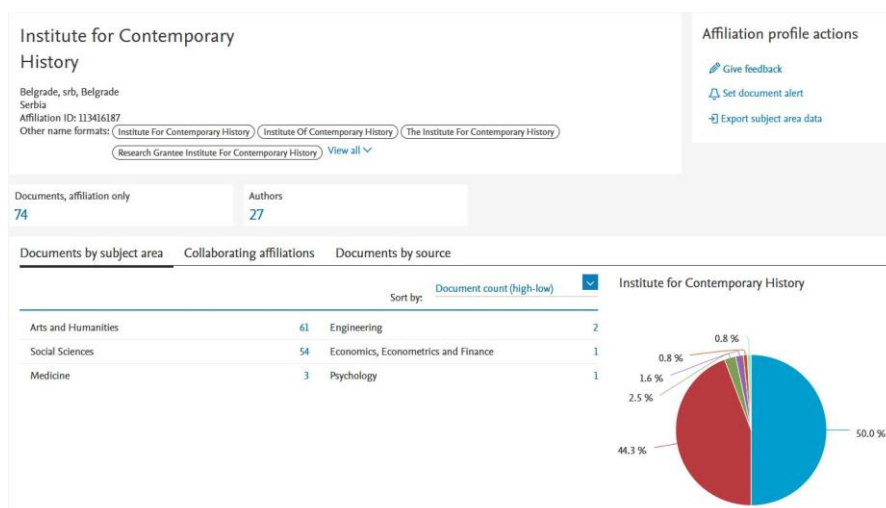 Institute for Contemporary
History
Belgrade, srb, Belgrade
Serbia
Affiliation ID: 113416187
Other name formats: Institute For Contemporary History Institute Of Contemporary History The Institute For Contemporary History
Research Grantee Institute For Contemporary History View all
Affiliation profile actions
Give feedback
Set document alert
Export subject area data
Documents, affiliation only
74
Authors
27
Documents by subject area Collaborating affiliations Documents by source
Sort by: Document count (high-low)
Arts and Humanities 61 Engineering 2
Social Sciences 54 Economics, Econometrics and Finance 1
Medicine 3 Psychology 1
Institute for Contemporary History
0.8 %
0.8 %
1.6 %
2.5 %
50.0 %
44.3 %